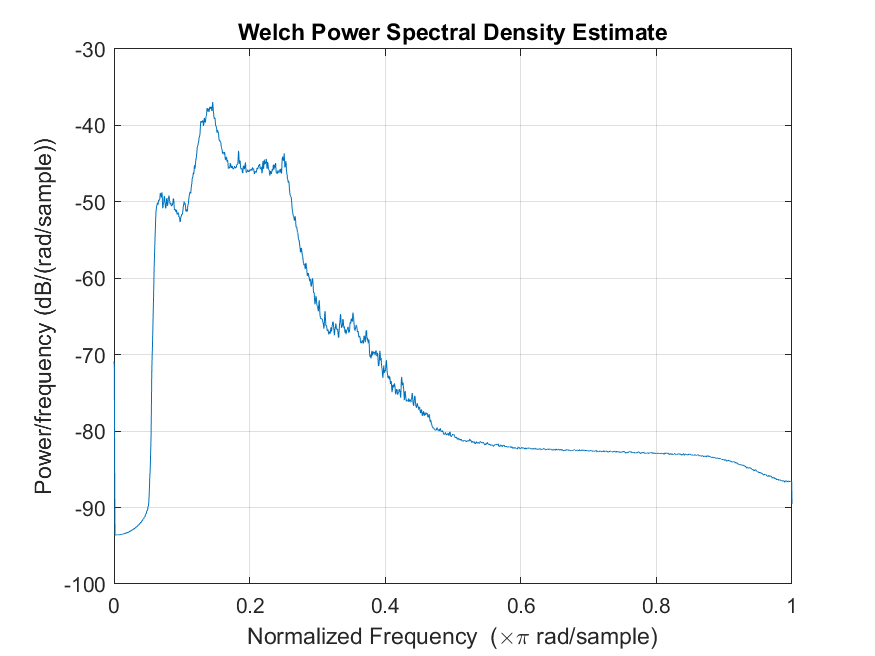 Welch Power Spectral Density Estimate
Power/frequency (dB/(rad/sample))
-30
-40
-50
-60
-70
-80
-90
-100
0 0.2 0.4 0.6 0.8 1
Normalized Frequency (×π rad/sample)